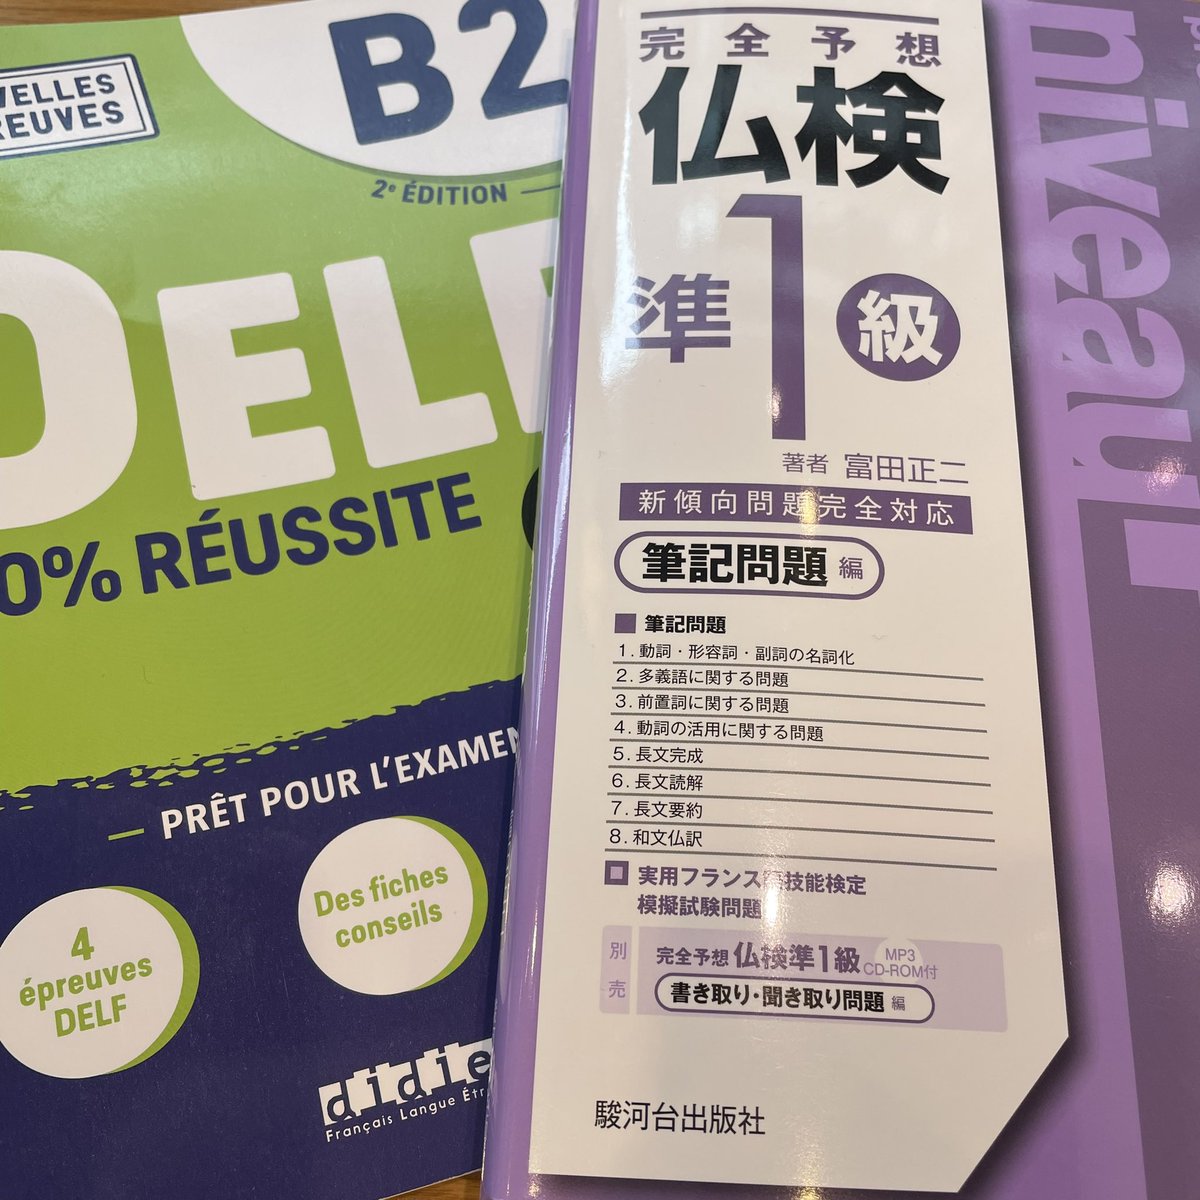 B2
2e ÉDITION
DELF
RÉUSSITE
PRÊT POUR L'EXAMEN
4
épreuves
DELF
Des fiches
conseils
didie
Français Langue
完全予想
仏検
準1級
著者 富田正二
新傾向問題完全対応
筆記問題 編
筆記問題
1. 動詞・形容詞・副詞の名詞化
2. 多義語に関する問題
3. 前置詞に関する問題
4. 動詞の活用に関する問題
5. 長文完成
6. 長文読解
7. 長文要約
8. 和文仏訳
実用フランス語技能検定
模擬試験問題
別売
完全予想 仏検準1級 MP3 CD-ROM付
書き取り・聞き取り問題 編
駿河台出版社
niveau 1